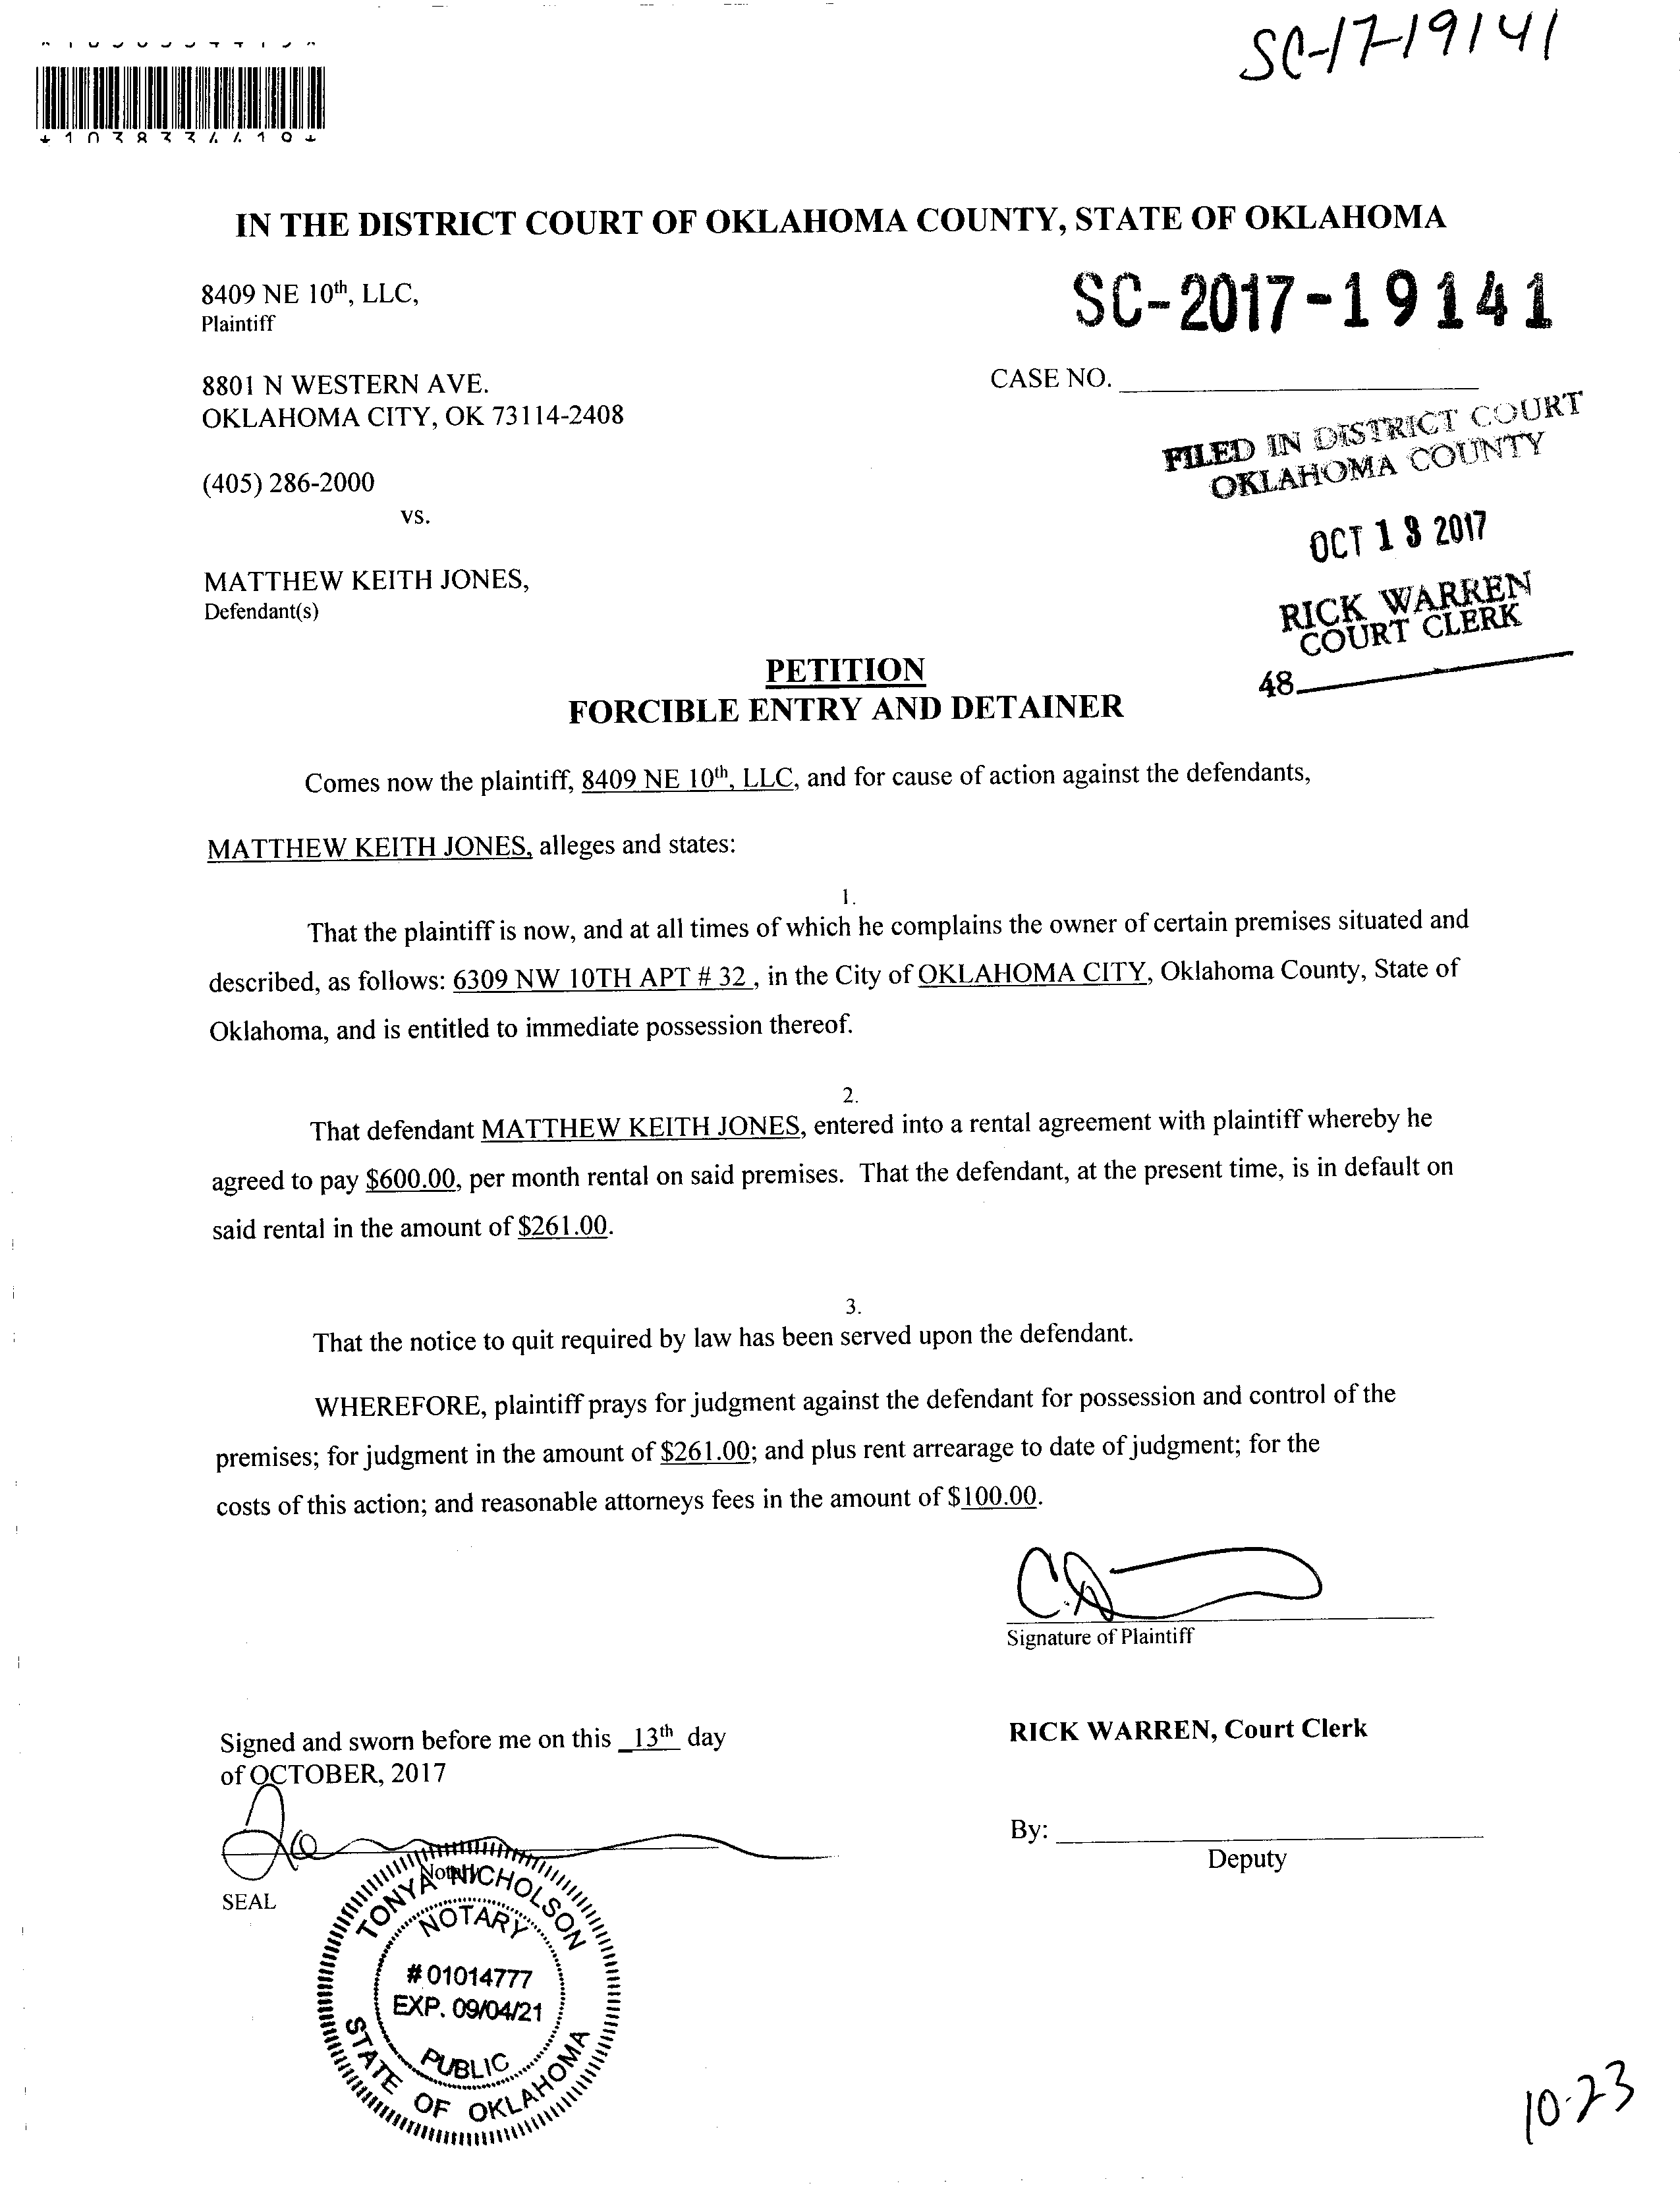 SC-17-19141
*1038334419*
IN THE DISTRICT COURT OF OKLAHOMA COUNTY, STATE OF OKLAHOMA
8409 NE 10th, LLC,
Plaintiff
SC-2017-19141
8801 N WESTERN AVE.
OKLAHOMA CITY, OK 73114-2408
CASE NO.
FILED IN DISTRICT COURT
OKLAHOMA COUNTY
(405) 286-2000
vs.
OCT 13 2017
MATTHEW KEITH JONES,
Defendant(s)
RICK WARREN
COURT CLERK
48
PETITION
FORCIBLE ENTRY AND DETAINER
Comes now the plaintiff, 8409 NE 10th, LLC, and for cause of action against the defendants,
MATTHEW KEITH JONES, alleges and states:
1.
That the plaintiff is now, and at all times of which he complains the owner of certain premises situated and
described, as follows: 6309 NW 10TH APT # 32 , in the City of OKLAHOMA CITY, Oklahoma County, State of
Oklahoma, and is entitled to immediate possession thereof.
2.
That defendant MATTHEW KEITH JONES, entered into a rental agreement with plaintiff whereby he
agreed to pay $600.00, per month rental on said premises. That the defendant, at the present time, is in default on
said rental in the amount of $261.00.
3.
That the notice to quit required by law has been served upon the defendant.
WHEREFORE, plaintiff prays for judgment against the defendant for possession and control of the
premises; for judgment in the amount of $261.00; and plus rent arrearage to date of judgment; for the
costs of this action; and reasonable attorneys fees in the amount of $100.00.
Signature of Plaintiff
Signed and sworn before me on this 13th day
of OCTOBER, 2017
RICK WARREN, Court Clerk
By:
Deputy
Notary
SEAL
TONYA NICHOLSON
NOTARY
# 01014777
EXP. 09/04/21
PUBLIC
STATE OF OKLAHOMA
10-23